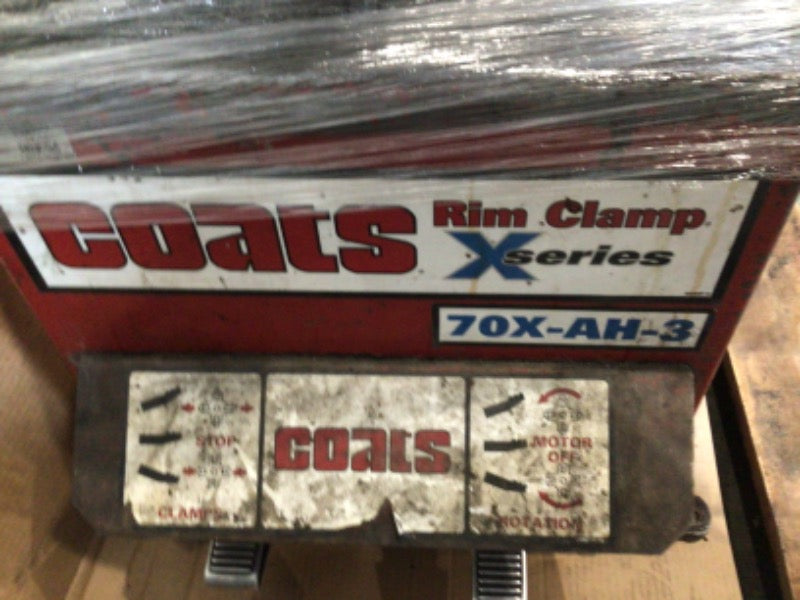 coats Rim Clamp
X series
70X-AH-3
STOP
CLAMPS
coats
MOTOR
OFF
ROTATION